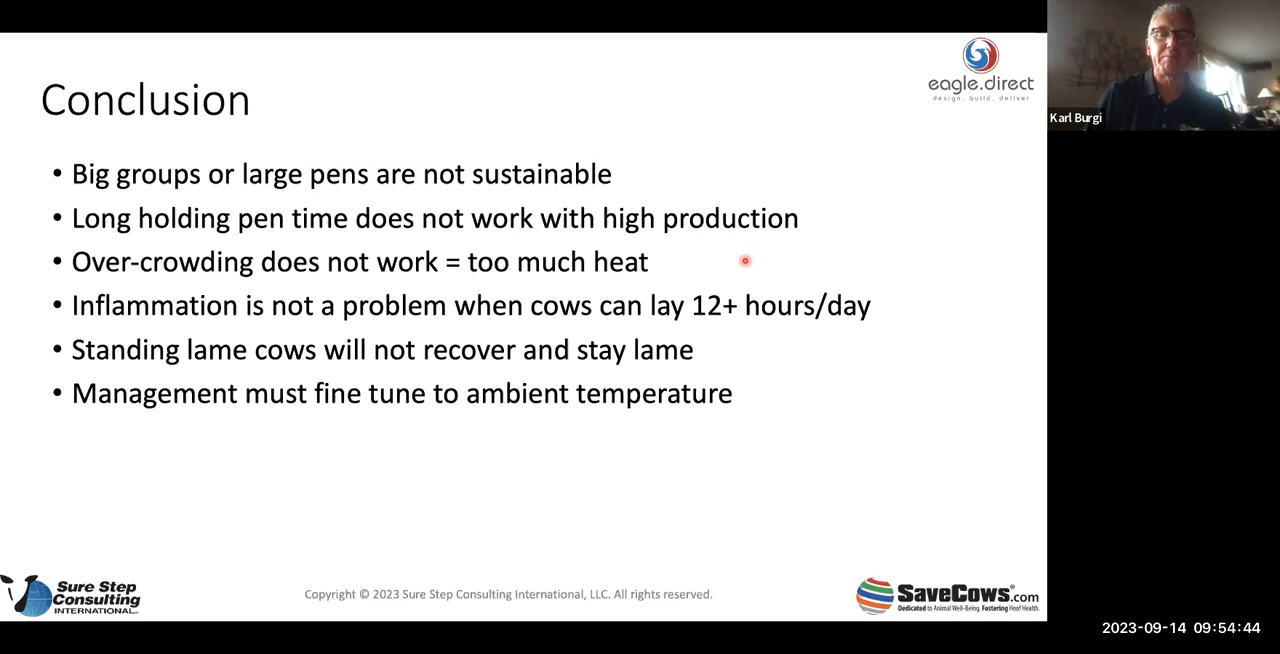 eagle.direct
design. build. deliver
Conclusion
• Big groups or large pens are not sustainable
• Long holding pen time does not work with high production
• Over-crowding does not work = too much heat
• Inflammation is not a problem when cows can lay 12+ hours/day
• Standing lame cows will not recover and stay lame
• Management must fine tune to ambient temperature
Karl Burgi
Sure Step
Consulting
INTERNATIONAL
Copyright © 2023 Sure Step Consulting International, LLC. All rights reserved.
SaveCows®.com
Dedicated to Animal Well-Being. Fostering Hoof Health.
2023-09-14 09:54:44